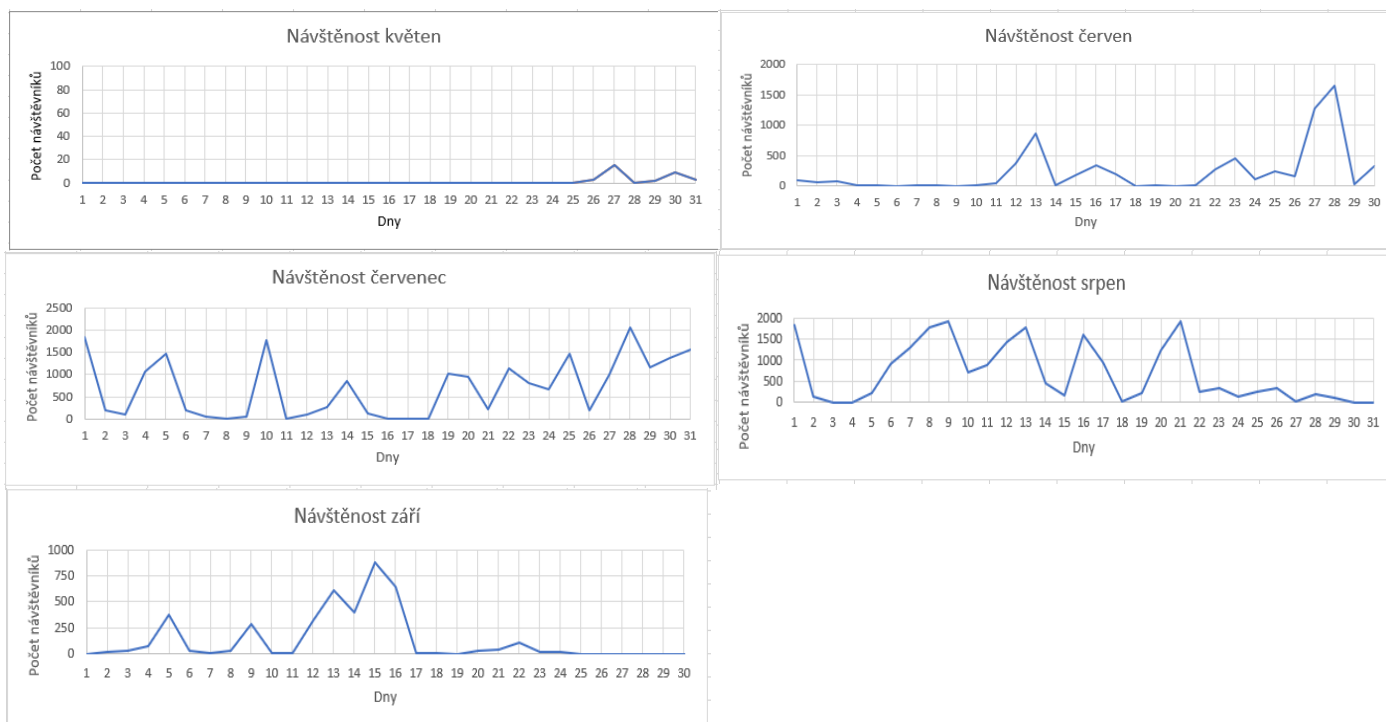 Návštěnost květen
Počet návštěvníků
100
80
60
40
20
0
1 2 3 4 5 6 7 8 9 10 11 12 13 14 15 16 17 18 19 20 21 22 23 24 25 26 27 28 29 30 31
Dny
Návštěnost červen
Počet návštěvníků
2000
1500
1000
500
0
1 2 3 4 5 6 7 8 9 10 11 12 13 14 15 16 17 18 19 20 21 22 23 24 25 26 27 28 29 30
Dny
Návštěnost červenec
Počet návštěvníků
2500
2000
1500
1000
500
0
1 2 3 4 5 6 7 8 9 10 11 12 13 14 15 16 17 18 19 20 21 22 23 24 25 26 27 28 29 30 31
Dny
Návštěnost srpen
Počet návštěvníků
2000
1500
1000
500
0
1 2 3 4 5 6 7 8 9 10 11 12 13 14 15 16 17 18 19 20 21 22 23 24 25 26 27 28 29 30 31
Dny
Návštěnost září
Počet návštěvníků
1000
750
500
250
0
1 2 3 4 5 6 7 8 9 10 11 12 13 14 15 16 17 18 19 20 21 22 23 24 25 26 27 28 29 30
Dny